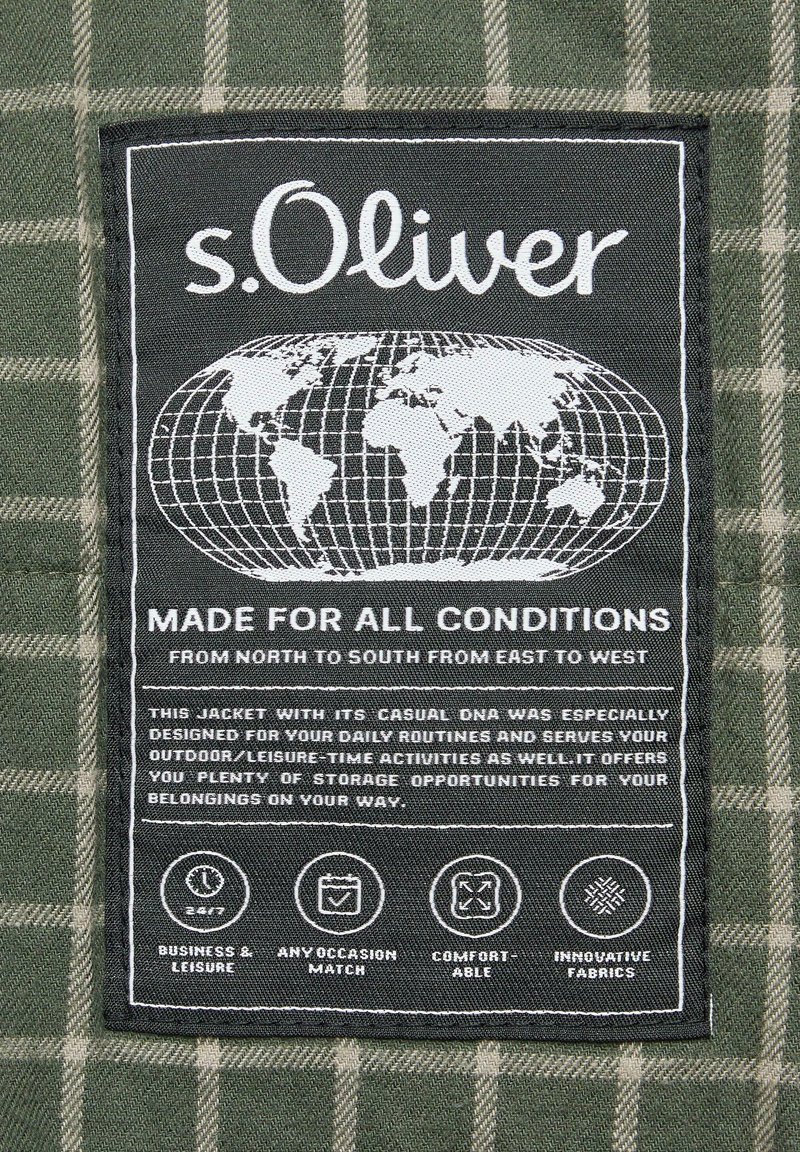 s.Oliver
MADE FOR ALL CONDITIONS
FROM NORTH TO SOUTH FROM EAST TO WEST
THIS JACKET WITH ITS CASUAL DNA WAS ESPECIALLY
DESIGNED FOR YOUR DAILY ROUTINES AND SERVES YOUR
OUTDOOR/LEISURE-TIME ACTIVITIES AS WELL.IT OFFERS
YOU PLENTY OF STORAGE OPPORTUNITIES FOR YOUR
BELONGINGS ON YOUR WAY.
24/7
BUSINESS &
LEISURE
ANY OCCASION
MATCH
COMFORT-
ABLE
INNOVATIVE
FABRICS